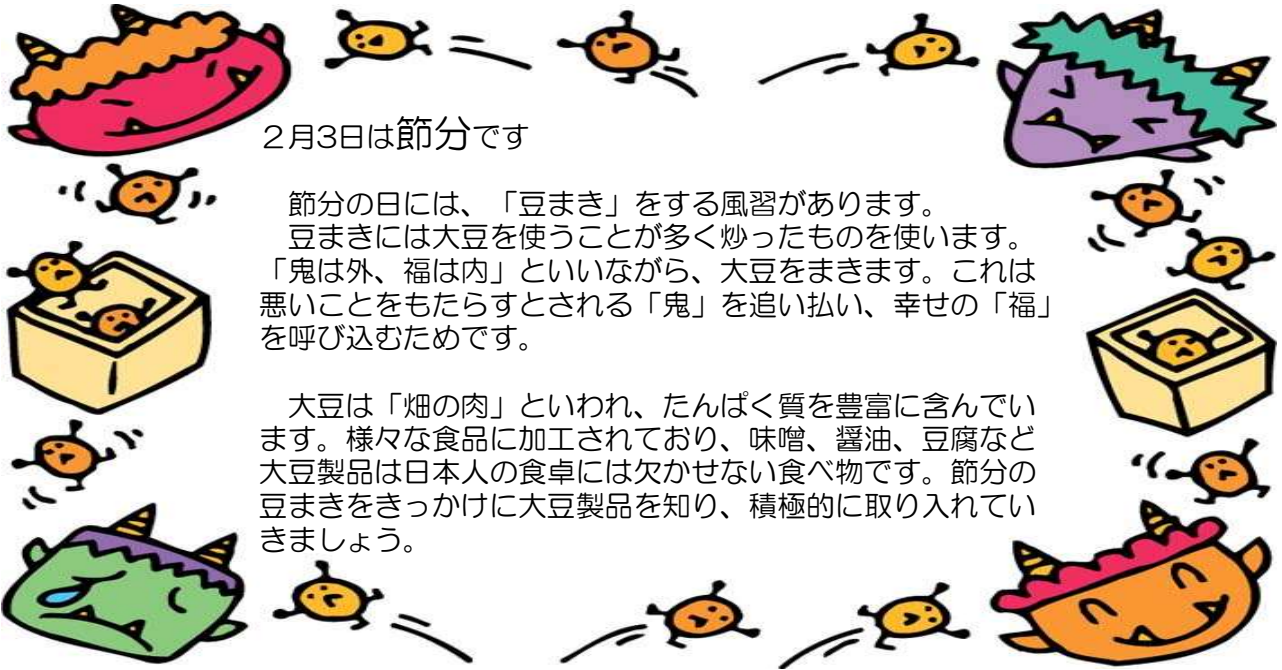 ２月3日は節分です
　節分の日には、「豆まき」をする風習があります。
　豆まきには大豆を使うことが多く炒ったものを使います。
「鬼は外、福は内」といいながら、大豆をまきます。これは
悪いことをもたらすとされる「鬼」を追い払い、幸せの「福」
を呼び込むためです。
　大豆は「畑の肉」といわれ、たんぱく質を豊富に含んでい
ます。様々な食品に加工されており、味噌、醤油、豆腐など
大豆製品は日本人の食卓には欠かせない食べ物です。節分の
豆まきをきっかけに大豆製品を知り、積極的に取り入れてい
きましょう。